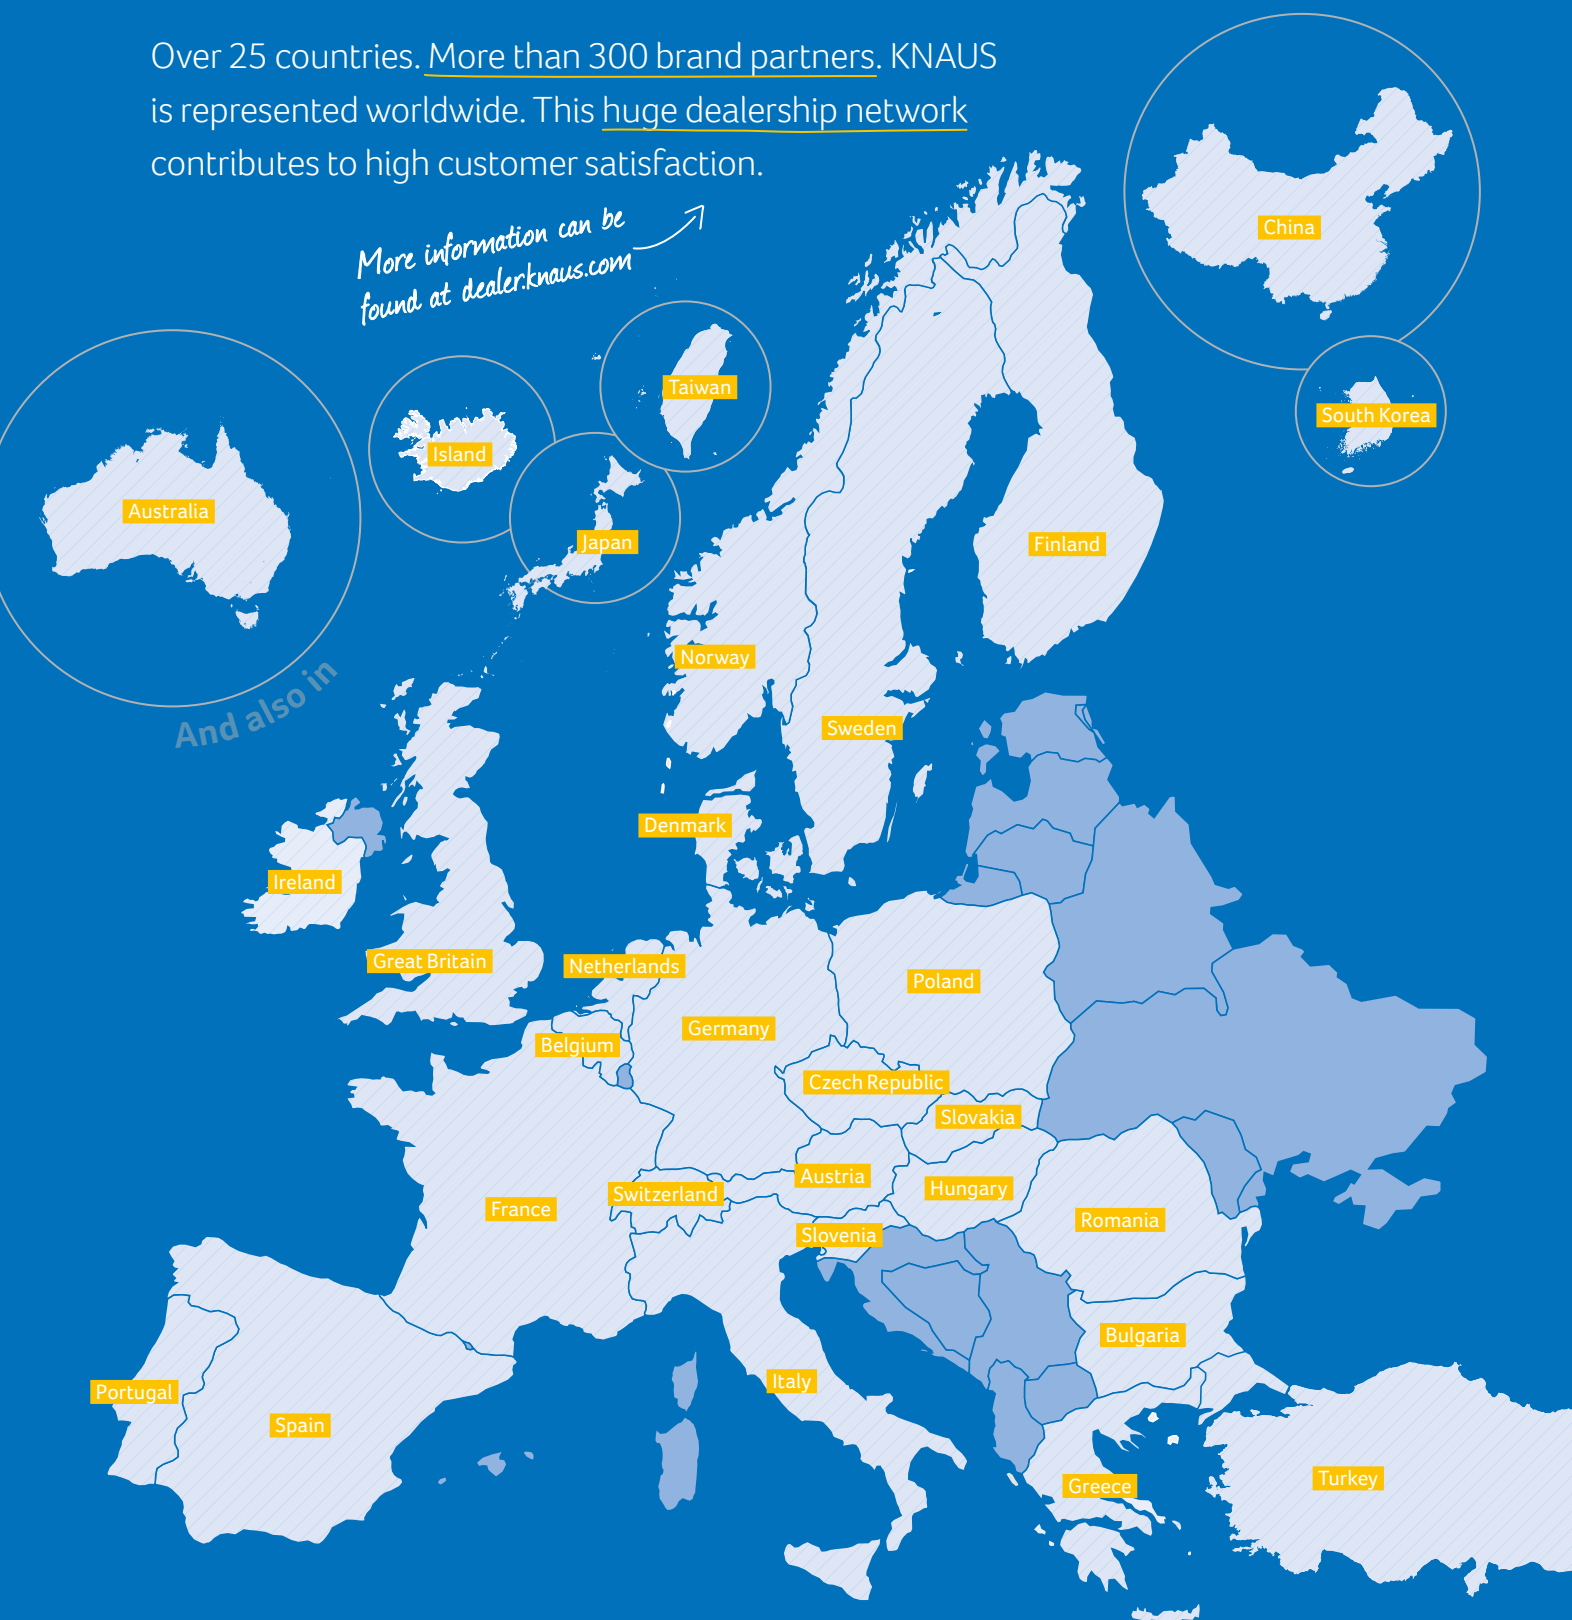 Over 25 countries. More than 300 brand partners. KNAUS
is represented worldwide. This huge dealership network
contributes to high customer satisfaction.
More information can be
found at dealer.knaus.com
China
Taiwan
South Korea
Island
Australia
Japan
Finland
Norway
And also in
Sweden
Denmark
Ireland
Great Britain
Netherlands
Poland
Germany
Belgium
Czech Republic
Slovakia
Austria
Hungary
Switzerland
France
Romania
Slovenia
Bulgaria
Italy
Portugal
Spain
Turkey
Greece